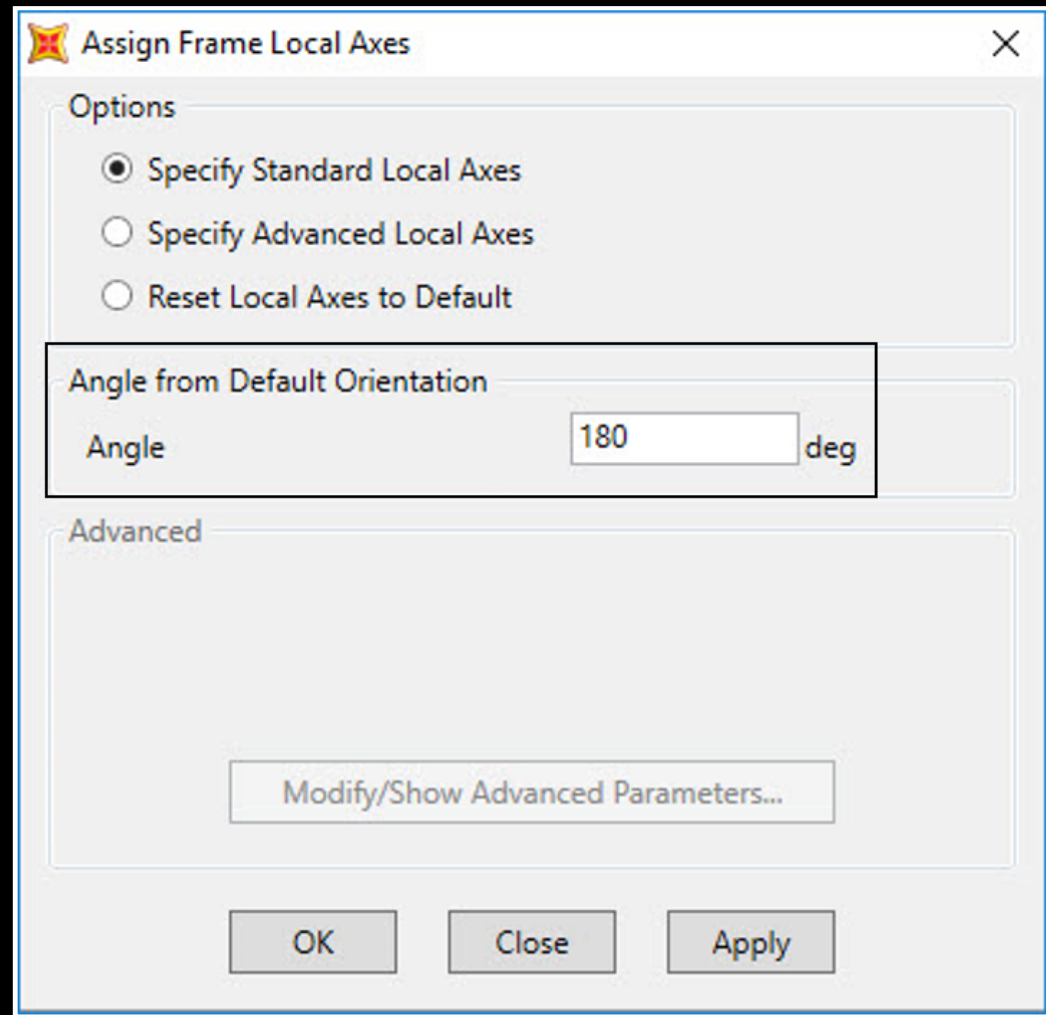 Assign Frame Local Axes
Options
Specify Standard Local Axes
Specify Advanced Local Axes
Reset Local Axes to Default
Angle from Default Orientation
Angle 180 deg
Advanced
Modify/Show Advanced Parameters...
OK Close Apply